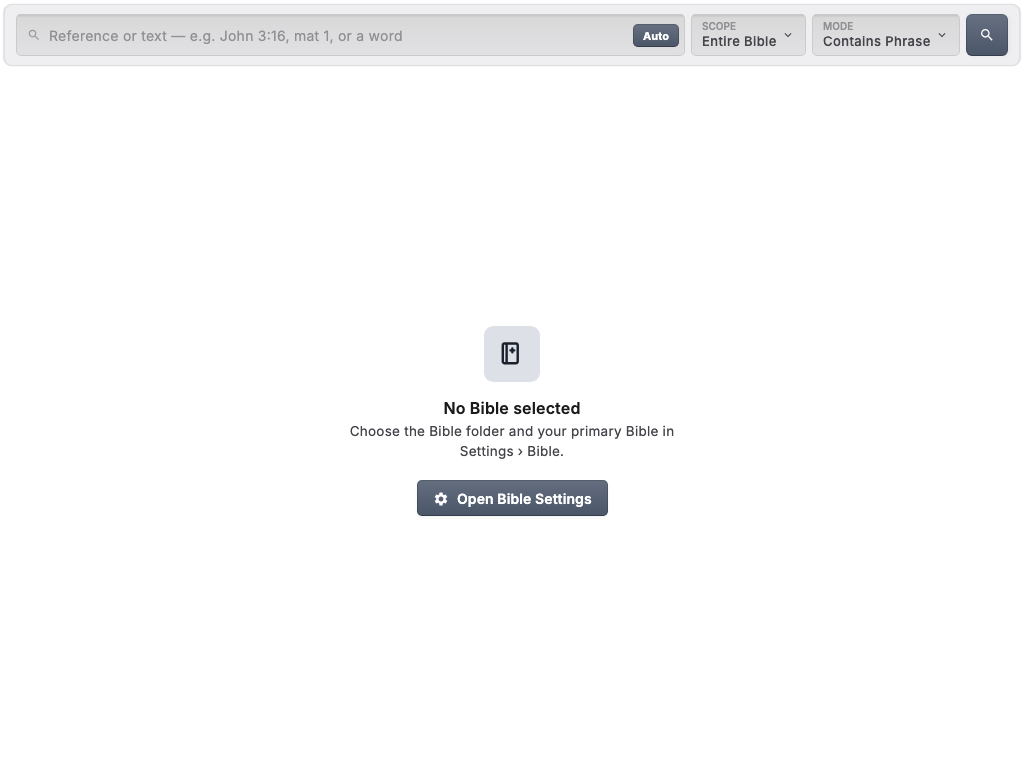 Reference or text — e.g. John 3:16, mat 1, or a word
Auto
SCOPE
Entire Bible
MODE
Contains Phrase
No Bible selected
Choose the Bible folder and your primary Bible in
Settings › Bible.
Open Bible Settings